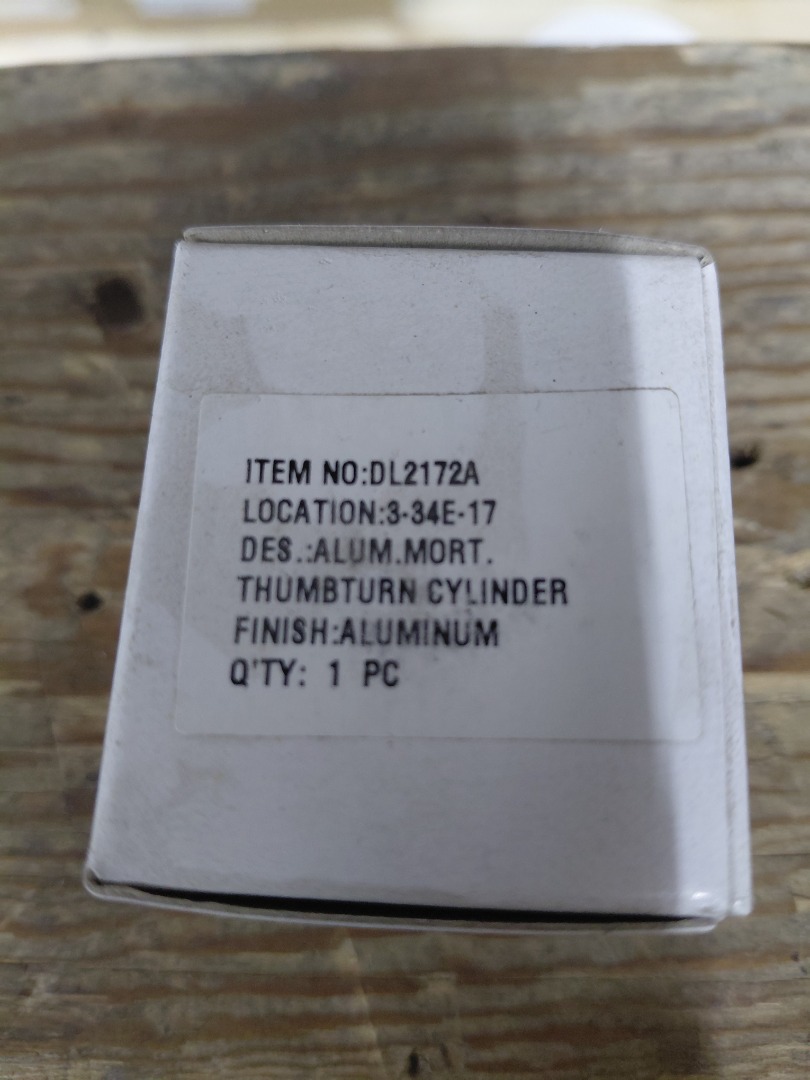 ITEM NO:DL2172A
LOCATION:3-34E-17
DES.:ALUM.MORT.
THUMBTURN CYLINDER
FINISH:ALUMINUM
Q'TY: 1 PC